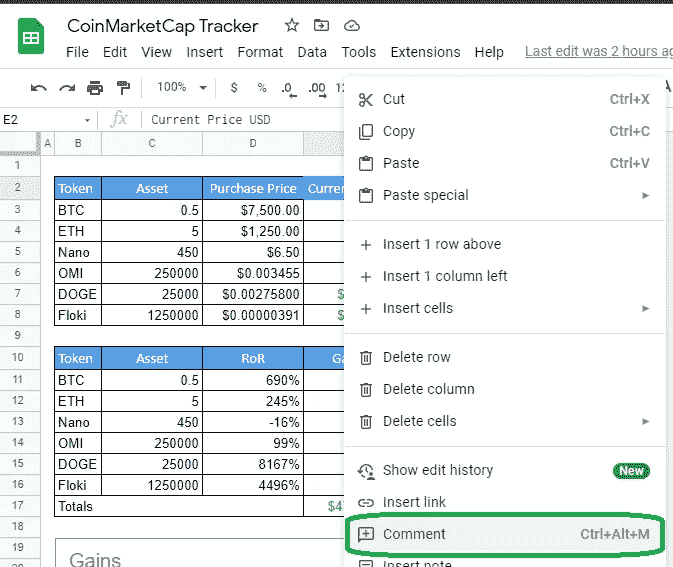 CoinMarketCap Tracker
File Edit View Insert Format Data Tools Extensions Help Last edit was 2 hours
100% $ % .0 .00
E2 fx Current Price USD
A B C D
1
2 Token Asset Purchase Price
3 BTC 0.5 $7,500.00
4 ETH 5 $1,250.00
5 Nano 450 $6.50
6 OMI 250000 $0.003455
7 DOGE 25000 $0.00275800 $
8 Floki 1250000 $0.00000391 $
9
10 Token Asset RoR
11 BTC 0.5 690%
12 ETH 5 245%
13 Nano 450 -16%
14 OMI 250000 99%
15 DOGE 25000 8167%
16 Floki 1250000 4496%
17 Totals
18
19
Gains
Cut Ctrl+X
Copy Ctrl+C
Paste Ctrl+V
Paste special
Insert 1 row above
Insert 1 column left
Insert cells
Delete row
Delete column
Delete cells
Show edit history New
Insert link
Comment Ctrl+Alt+M
Insert note